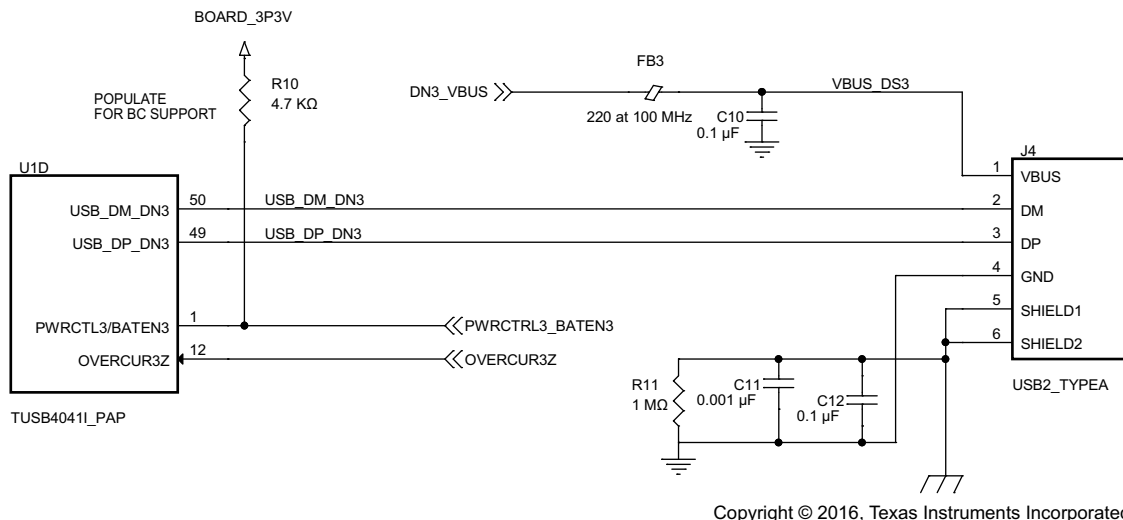 BOARD_3P3V
FB3
R10
4.7 KΩ
DN3_VBUS
VBUS_DS3
POPULATE
FOR BC SUPPORT
220 at 100 MHz
C10
0.1 µF
J4
U1D
1
VBUS
USB_DM_DN3
50
USB_DM_DN3
2
DM
USB_DP_DN3
49
USB_DP_DN3
3
DP
4
GND
5
SHIELD1
PWRCTL3/BATEN3
1
PWRCTRL3_BATEN3
6
SHIELD2
OVERCUR3Z
12
OVERCUR3Z
R11
1 MΩ
C11
0.001 µF
C12
0.1 µF
USB2_TYPEA
TUSB4041I_PAP
Copyright © 2016, Texas Instruments Incorporated